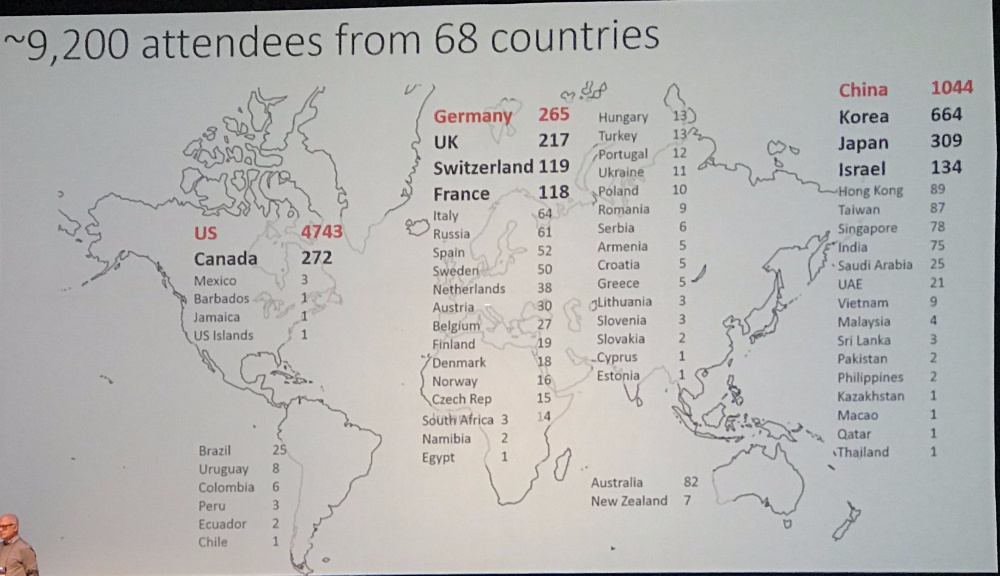 ~9,200 attendees from 68 countries
US 4743
Canada 272
Mexico 3
Barbados 1
Jamaica 1
US Islands 1
Brazil 25
Uruguay 8
Colombia 6
Peru 3
Ecuador 2
Chile 1
Germany 265
UK 217
Switzerland 119
France 118
Italy 64
Russia 61
Spain 52
Sweden 50
Netherlands 38
Austria 30
Belgium 27
Finland 19
Denmark 18
Norway 16
Czech Rep 15
14
South Africa 3
Namibia 2
Egypt 1
Hungary 13
Turkey 13
Portugal 12
Ukraine 11
Poland 10
Romania 9
Serbia 6
Armenia 5
Croatia 5
Greece 5
Lithuania 3
Slovenia 3
Slovakia 2
Cyprus 1
Estonia 1
Australia 82
New Zealand 7
China 1044
Korea 664
Japan 309
Israel 134
Hong Kong 89
Taiwan 87
Singapore 78
India 75
Saudi Arabia 25
UAE 21
Vietnam 9
Malaysia 4
Sri Lanka 3
Pakistan 2
Philippines 2
Kazakhstan 1
Macao 1
Qatar 1
Thailand 1